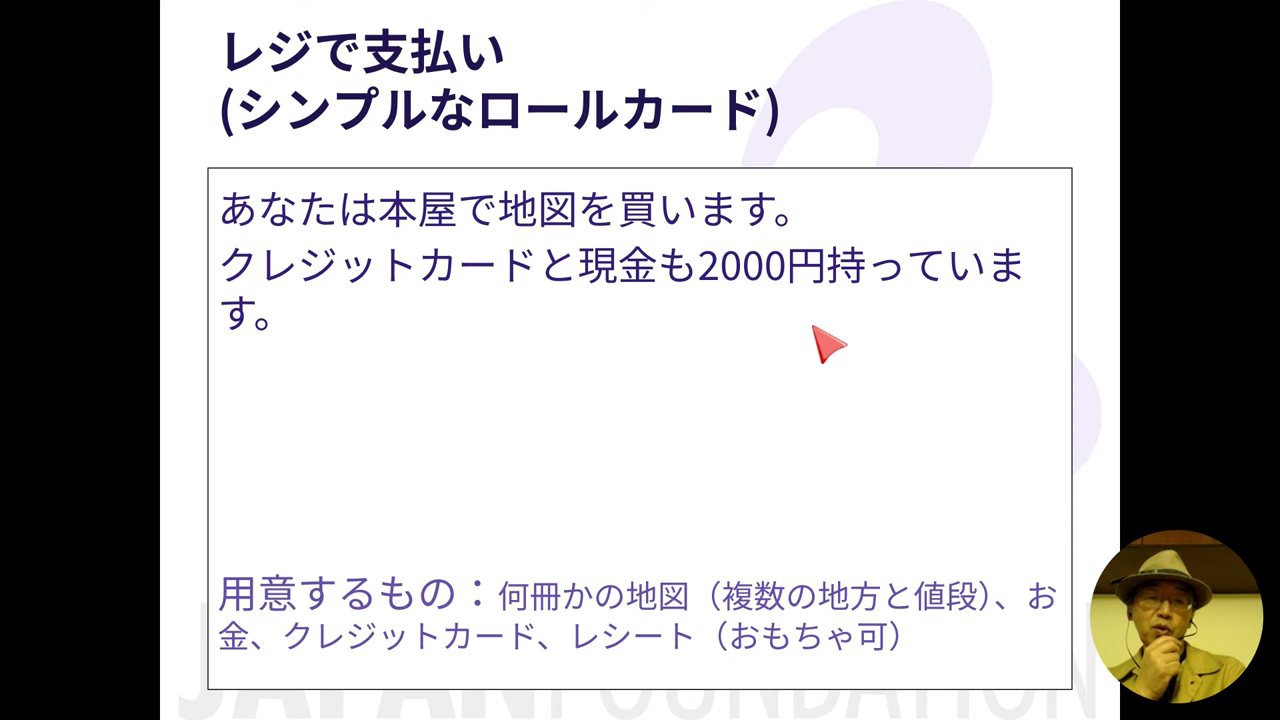 レジで支払い
(シンプルなロールカード)
あなたは本屋で地図を買います。
クレジットカードと現金も2000円持っていま
す。
用意するもの：何冊かの地図（複数の地方と値段）、お
金、クレジットカード、レシート（おもちゃ可）
JAPAN FOUNDATION